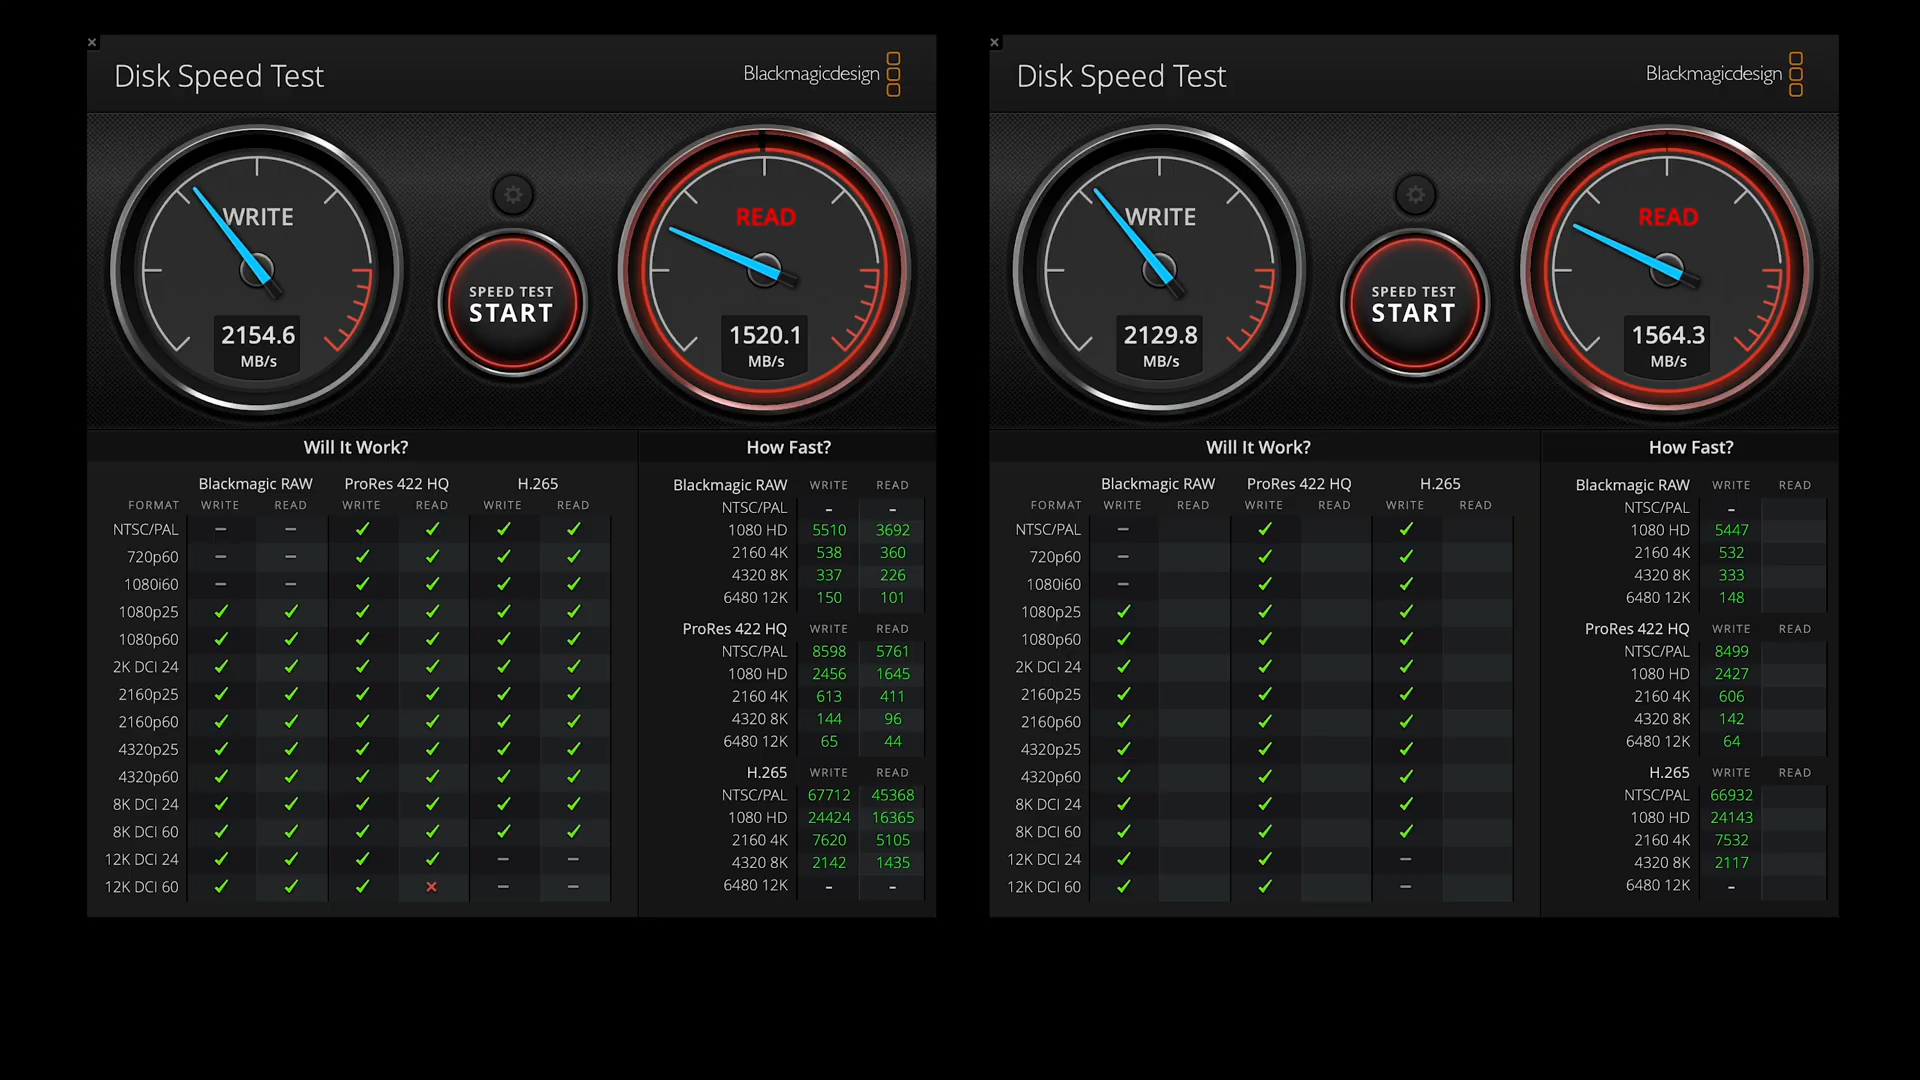 Disk Speed Test
Blackmagicdesign
WRITE
2154.6
MB/s
SPEED TEST
START
READ
1520.1
MB/s
Will It Work?
Blackmagic RAW ProRes 422 HQ H.265
FORMAT WRITE READ WRITE READ WRITE READ
NTSC/PAL – – ✓ ✓ ✓ ✓
720p60 – – ✓ ✓ ✓ ✓
1080i60 – – ✓ ✓ ✓ ✓
1080p25 ✓ ✓ ✓ ✓ ✓ ✓
1080p60 ✓ ✓ ✓ ✓ ✓ ✓
2K DCI 24 ✓ ✓ ✓ ✓ ✓ ✓
2160p25 ✓ ✓ ✓ ✓ ✓ ✓
2160p60 ✓ ✓ ✓ ✓ ✓ ✓
4320p25 ✓ ✓ ✓ ✓ ✓ ✓
4320p60 ✓ ✓ ✓ ✓ ✓ ✓
8K DCI 24 ✓ ✓ ✓ ✓ ✓ ✓
8K DCI 60 ✓ ✓ ✓ ✓ ✓ ✓
12K DCI 24 ✓ ✓ ✓ ✓ – –
12K DCI 60 ✓ ✓ ✓ × – –
How Fast?
Blackmagic RAW WRITE READ
NTSC/PAL - -
1080 HD 5510 3692
2160 4K 538 360
4320 8K 337 226
6480 12K 150 101
ProRes 422 HQ WRITE READ
NTSC/PAL 8598 5761
1080 HD 2456 1645
2160 4K 613 411
4320 8K 144 96
6480 12K 65 44
H.265 WRITE READ
NTSC/PAL 67712 45368
1080 HD 24424 16365
2160 4K 7620 5105
4320 8K 2142 1435
6480 12K - -
Disk Speed Test
Blackmagicdesign
WRITE
2129.8
MB/s
SPEED TEST
START
READ
1564.3
MB/s
Will It Work?
Blackmagic RAW ProRes 422 HQ H.265
FORMAT WRITE READ WRITE READ WRITE READ
NTSC/PAL – ✓ ✓
720p60 – ✓ ✓
1080i60 – ✓ ✓
1080p25 ✓ ✓ ✓
1080p60 ✓ ✓ ✓
2K DCI 24 ✓ ✓ ✓
2160p25 ✓ ✓ ✓
2160p60 ✓ ✓ ✓
4320p25 ✓ ✓ ✓
4320p60 ✓ ✓ ✓
8K DCI 24 ✓ ✓ ✓
8K DCI 60 ✓ ✓ ✓
12K DCI 24 ✓ ✓ –
12K DCI 60 ✓ ✓ –
How Fast?
Blackmagic RAW WRITE READ
NTSC/PAL -
1080 HD 5447
2160 4K 532
4320 8K 333
6480 12K 148
ProRes 422 HQ WRITE READ
NTSC/PAL 8499
1080 HD 2427
2160 4K 606
4320 8K 142
6480 12K 64
H.265 WRITE READ
NTSC/PAL 66932
1080 HD 24143
2160 4K 7532
4320 8K 2117
6480 12K -